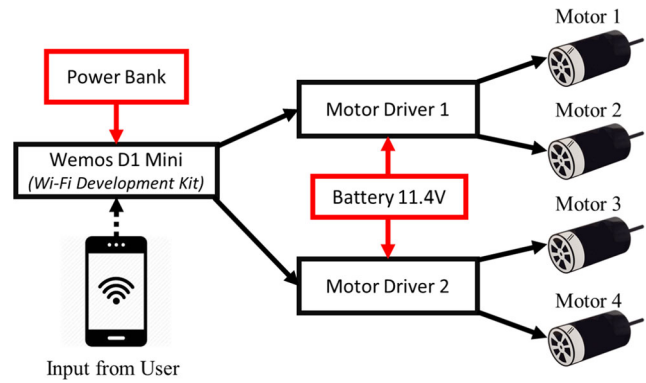 Motor 1
Power Bank
Motor Driver 1
Motor 2
Wemos D1 Mini
(Wi-Fi Development Kit)
Battery 11.4V
Motor 3
Motor Driver 2
Motor 4
Input from User